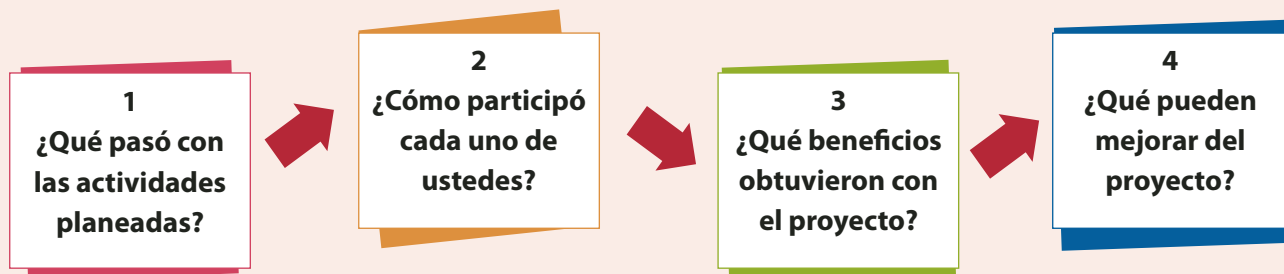 1
¿Qué pasó con
las actividades
planeadas?
2
¿Cómo participó
cada uno de
ustedes?
3
¿Qué beneficios
obtuvieron con
el proyecto?
4
¿Qué pueden
mejorar del
proyecto?